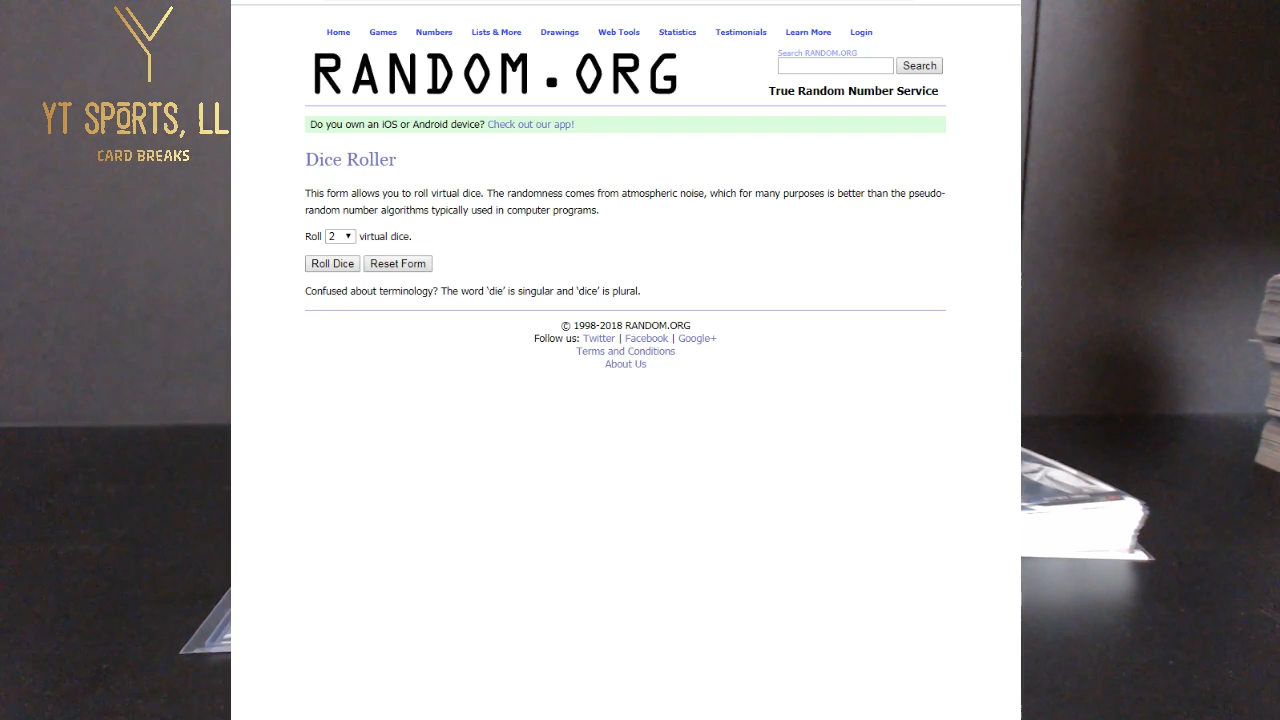 YT SPORTS, LL
CARD BREAKS
Home Games Numbers Lists & More Drawings Web Tools Statistics Testimonials Learn More Login
RANDOM.ORG
Search RANDOM.ORG
Search
True Random Number Service
Do you own an iOS or Android device? Check out our app!
Dice Roller
This form allows you to roll virtual dice. The randomness comes from atmospheric noise, which for many purposes is better than the pseudo-
random number algorithms typically used in computer programs.
Roll 2 virtual dice.
Roll Dice Reset Form
Confused about terminology? The word ‘die’ is singular and ‘dice’ is plural.
© 1998-2018 RANDOM.ORG
Follow us: Twitter | Facebook | Google+
Terms and Conditions
About Us